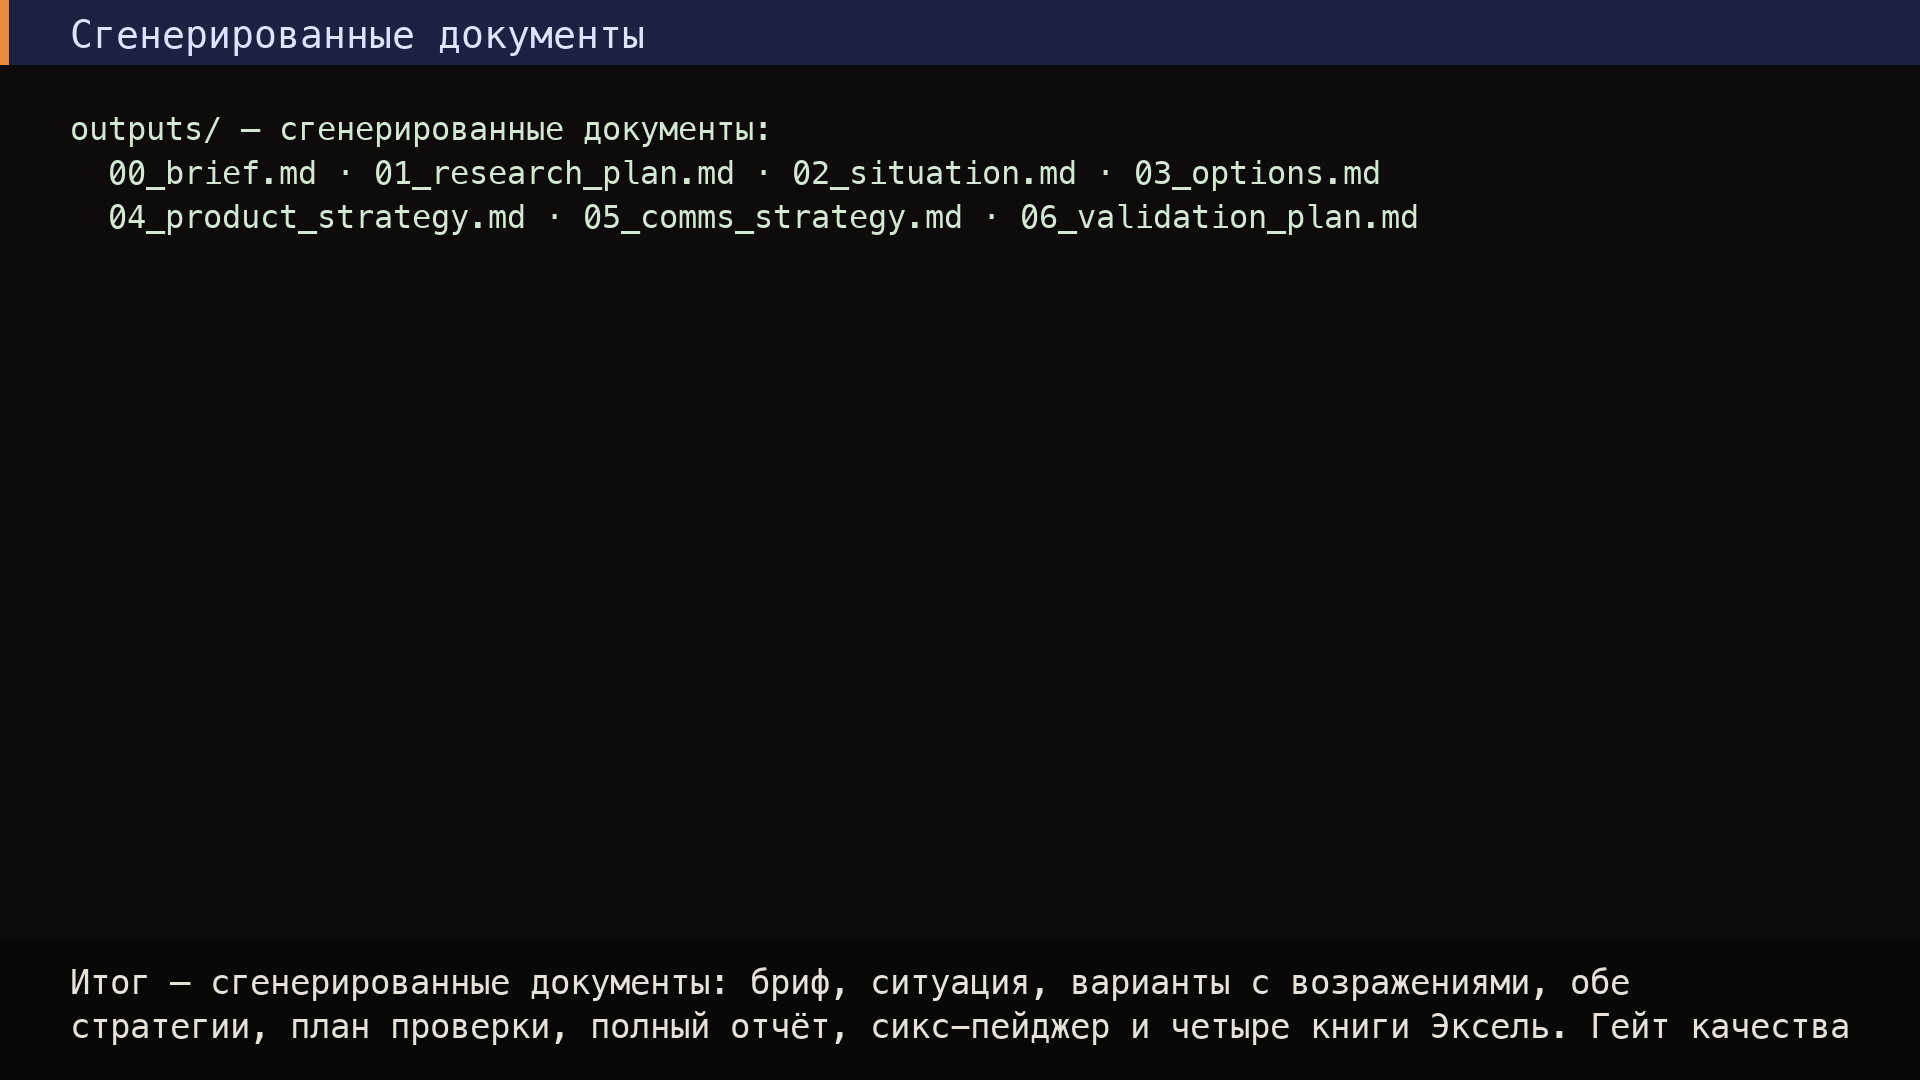 Сгенерированные документы
outputs/ — сгенерированные документы:
00_brief.md · 01_research_plan.md · 02_situation.md · 03_options.md
04_product_strategy.md · 05_comms_strategy.md · 06_validation_plan.md
Итог — сгенерированные документы: бриф, ситуация, варианты с возражениями, обе
стратегии, план проверки, полный отчёт, сикс-пейджер и четыре книги Эксель. Гейт качества